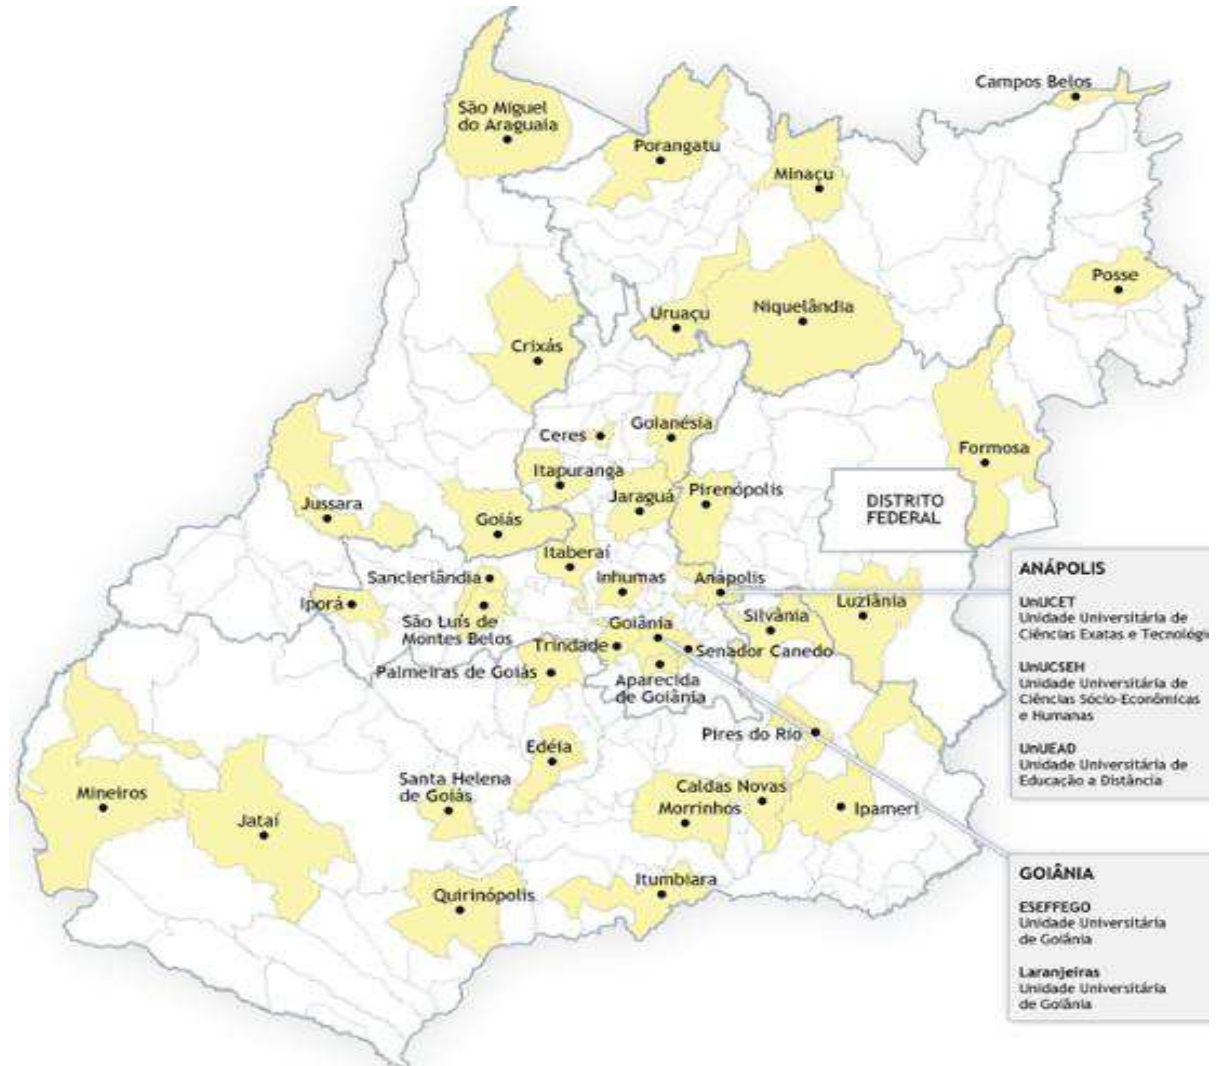 Campos Belos
São Miguel
do Araguaia
Porangatu
Minaçu
Posse
Niquelândia
Uruaçu
Crixás
Goianésia
Ceres
Formosa
Itapuranga
Jaraguá
Pirenópolis
Jussara
Goiás
DISTRITO
FEDERAL
Itaberaí
Sanclerlândia
Inhumas
Anápolis
Luziânia
Iporá
São Luís de
Montes Belos
Goiânia
Silvânia
Trindade
Senador Canedo
Palmeiras de Goiás
Aparecida
de Goiânia
Pires do Rio
Edéia
Santa Helena
de Goiás
Caldas Novas
Morrinhos
Ipameri
Mineiros
Jataí
Quirinópolis
Itumbiara
ANÁPOLIS
UnUCET
Unidade Universitária de
Ciências Exatas e Tecnológi
UnUCSEH
Unidade Universitária de
Ciências Sócio-Econômicas
e Humanas
UnUEAD
Unidade Universitária de
Educação a Distância
GOIÂNIA
ESEFFEGO
Unidade Universitária
de Goiânia
Laranjeiras
Unidade Universitária
de Goiânia